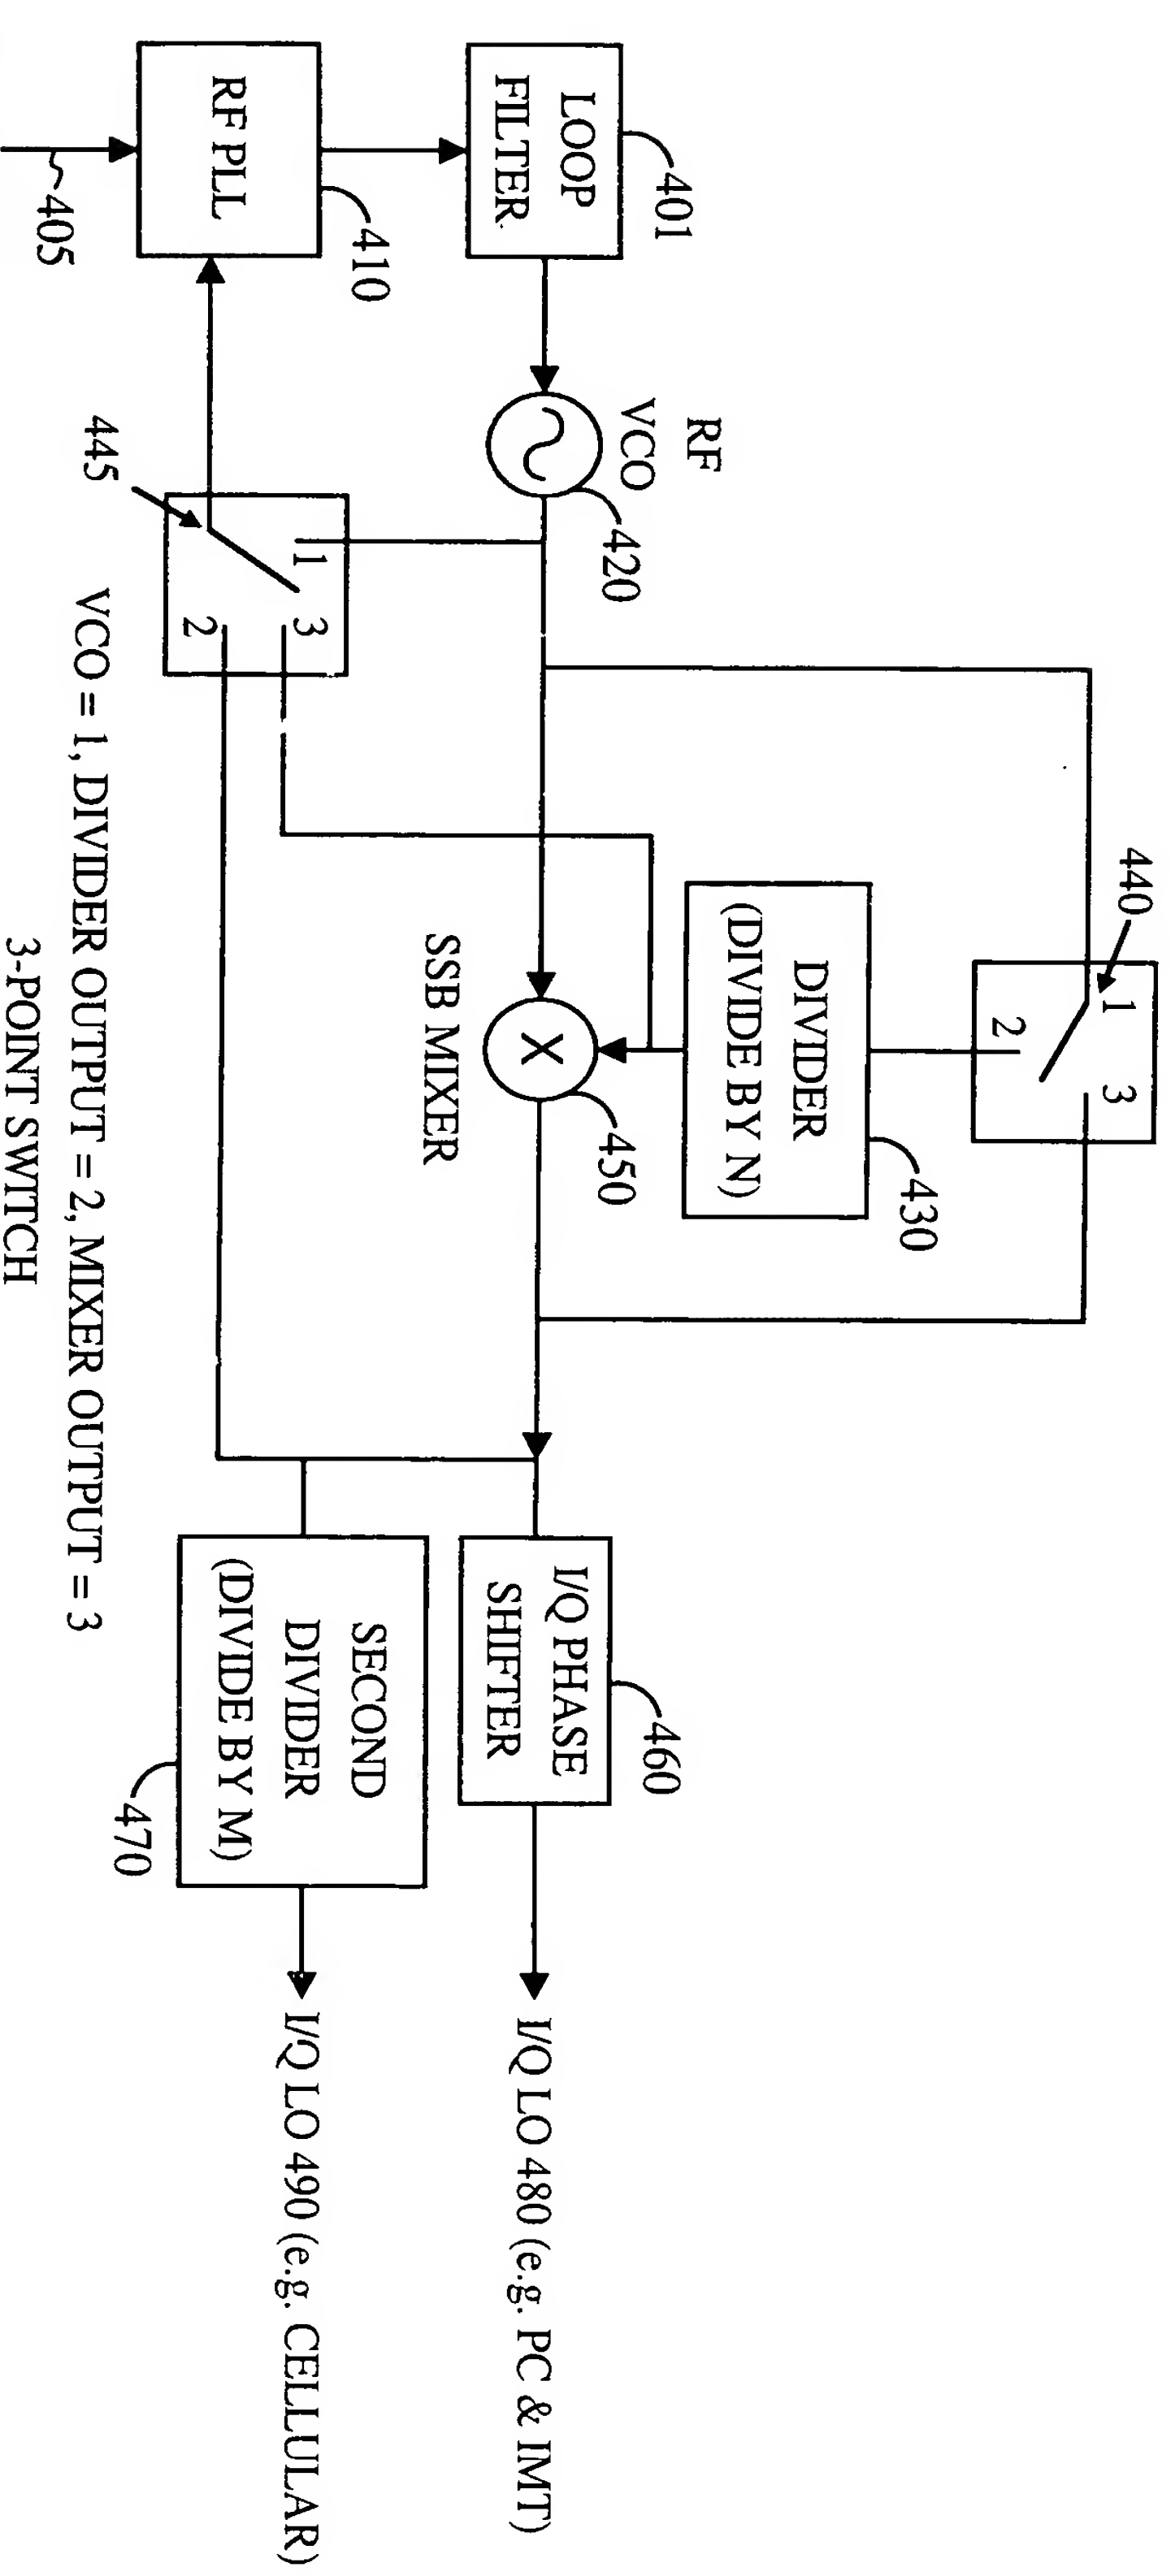 440
1
2
3
DIVIDER
(DIVIDE BY N)
430
RF
VCO
420
401
LOOP
FILTER
SSB MIXER
X
450
I/Q PHASE
SHIFTER
460
I/Q LO 480 (e.g. PC & IMT)
410
RF PLL
405
445
1
3
2
SECOND
DIVIDER
(DIVIDE BY M)
470
I/Q LO 490 (e.g. CELLULAR)
VCO = 1, DIVIDER OUTPUT = 2, MIXER OUTPUT = 3
3-POINT SWITCH